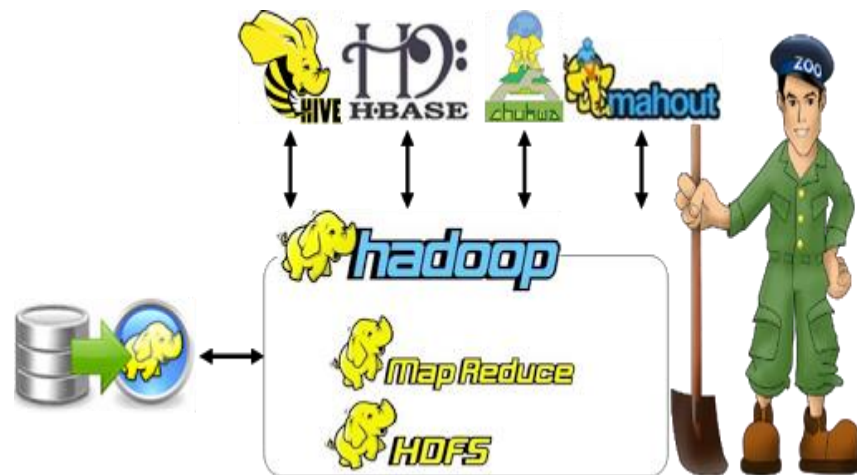 HIVE
H·BASE
chukwa
mahout
ZOO
hadoop
Map Reduce
HDFS